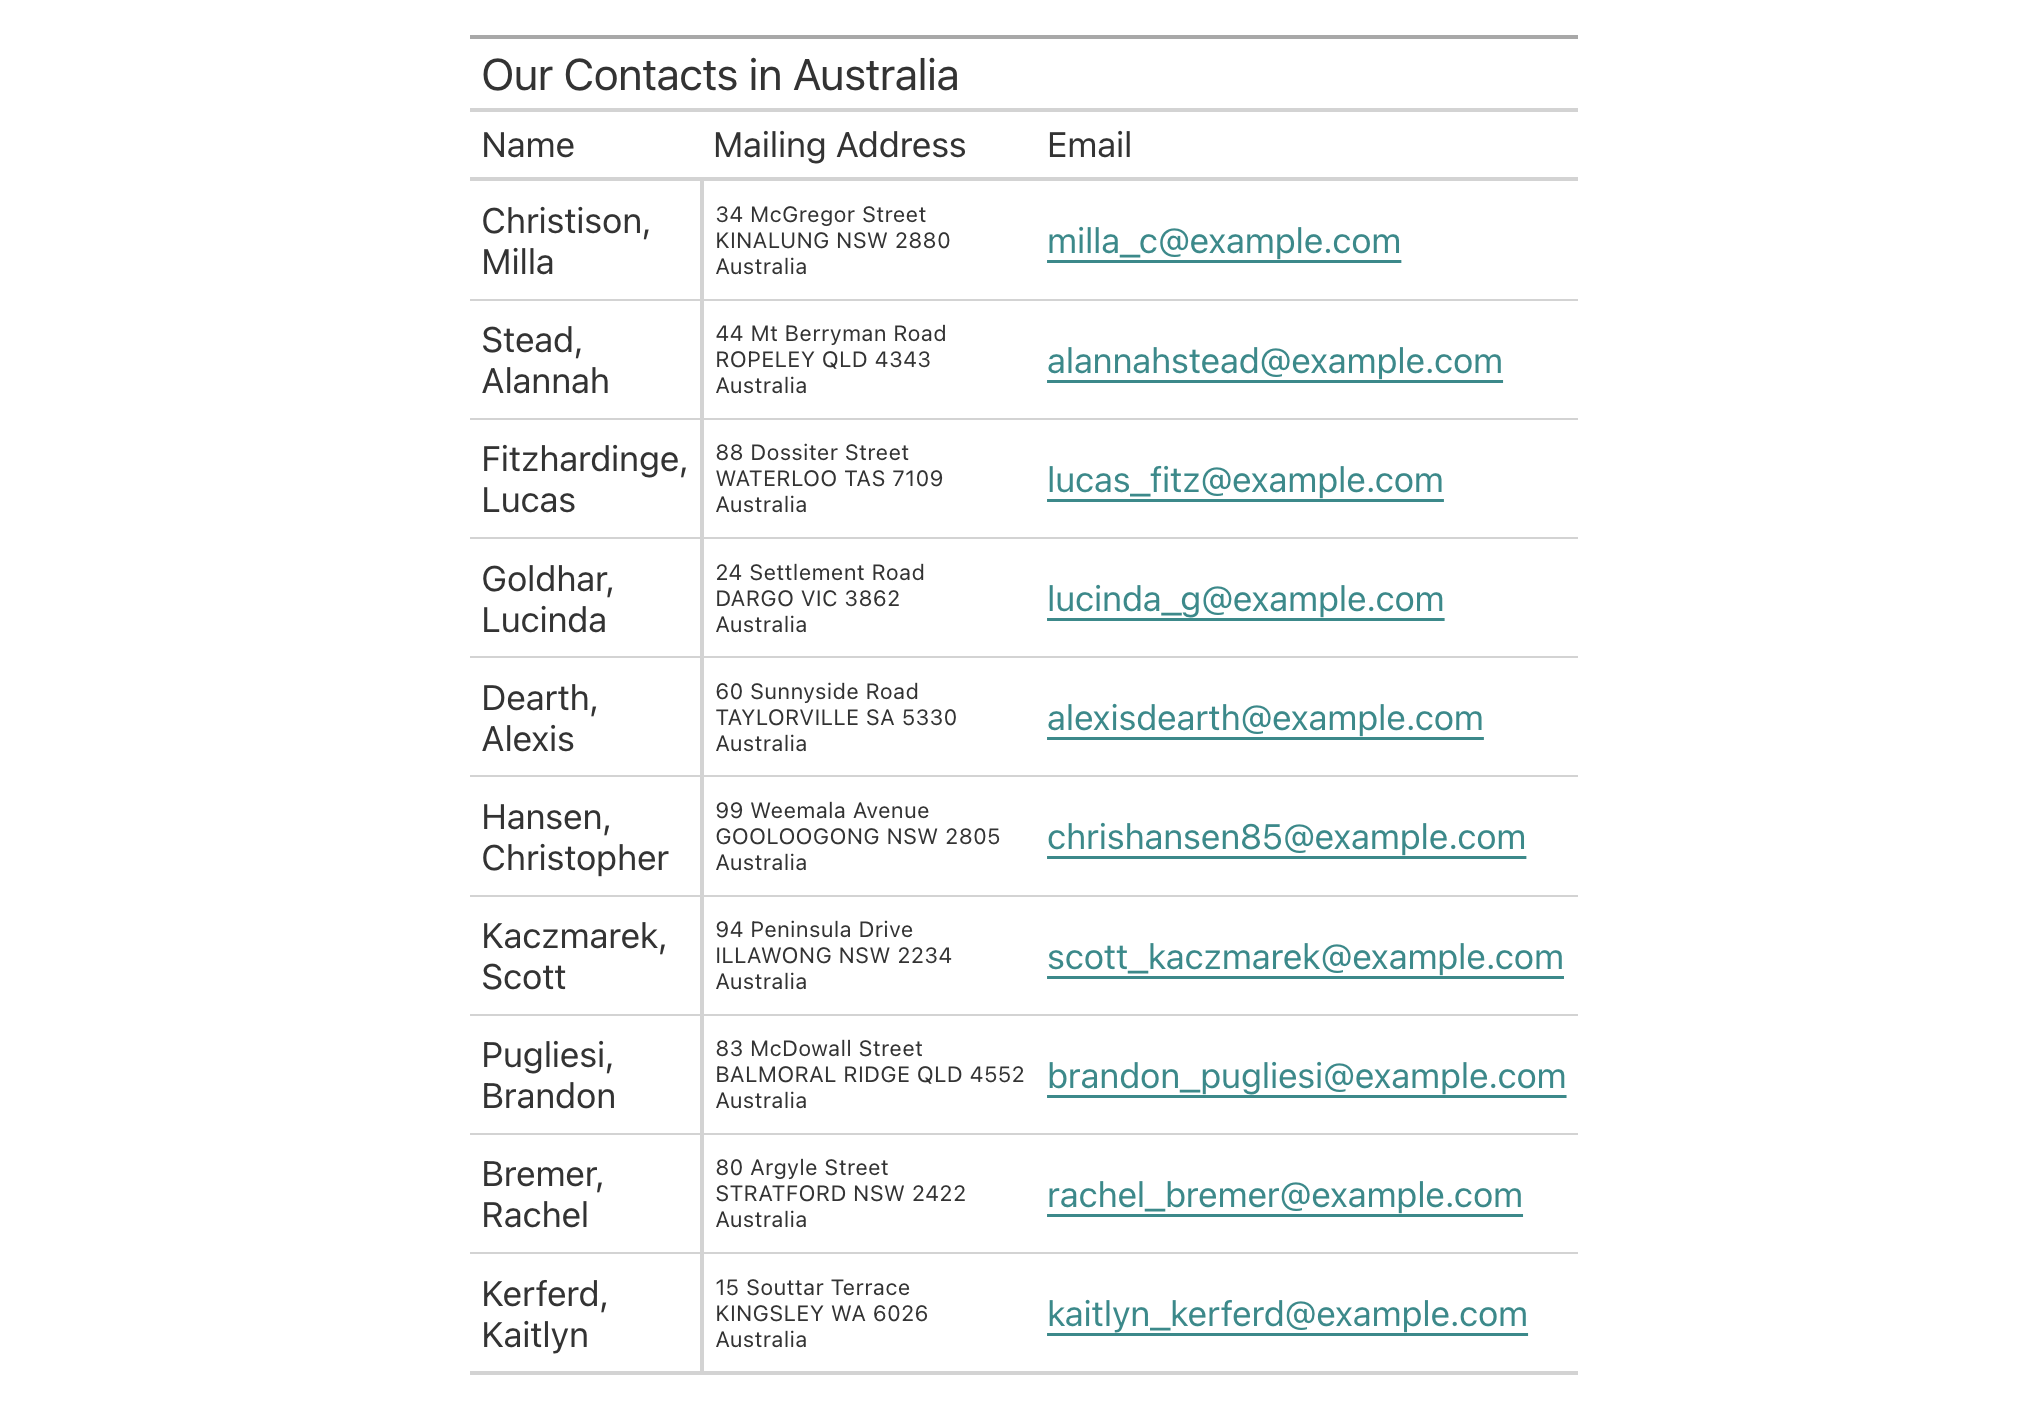 Our Contacts in Australia
Name Mailing Address Email
Christison,
Milla
34 McGregor Street
KINALUNG NSW 2880
Australia
milla_c@example.com
Stead,
Alannah
44 Mt Berryman Road
ROPELEY QLD 4343
Australia
alannahstead@example.com
Fitzhardinge,
Lucas
88 Dossiter Street
WATERLOO TAS 7109
Australia
lucas_fitz@example.com
Goldhar,
Lucinda
24 Settlement Road
DARGO VIC 3862
Australia
lucinda_g@example.com
Dearth,
Alexis
60 Sunnyside Road
TAYLORVILLE SA 5330
Australia
alexisdearth@example.com
Hansen,
Christopher
99 Weemala Avenue
GOOLOOGONG NSW 2805
Australia
chrishansen85@example.com
Kaczmarek,
Scott
94 Peninsula Drive
ILLAWONG NSW 2234
Australia
scott_kaczmarek@example.com
Pugliesi,
Brandon
83 McDowall Street
BALMORAL RIDGE QLD 4552
Australia
brandon_pugliesi@example.com
Bremer,
Rachel
80 Argyle Street
STRATFORD NSW 2422
Australia
rachel_bremer@example.com
Kerferd,
Kaitlyn
15 Souttar Terrace
KINGSLEY WA 6026
Australia
kaitlyn_kerferd@example.com